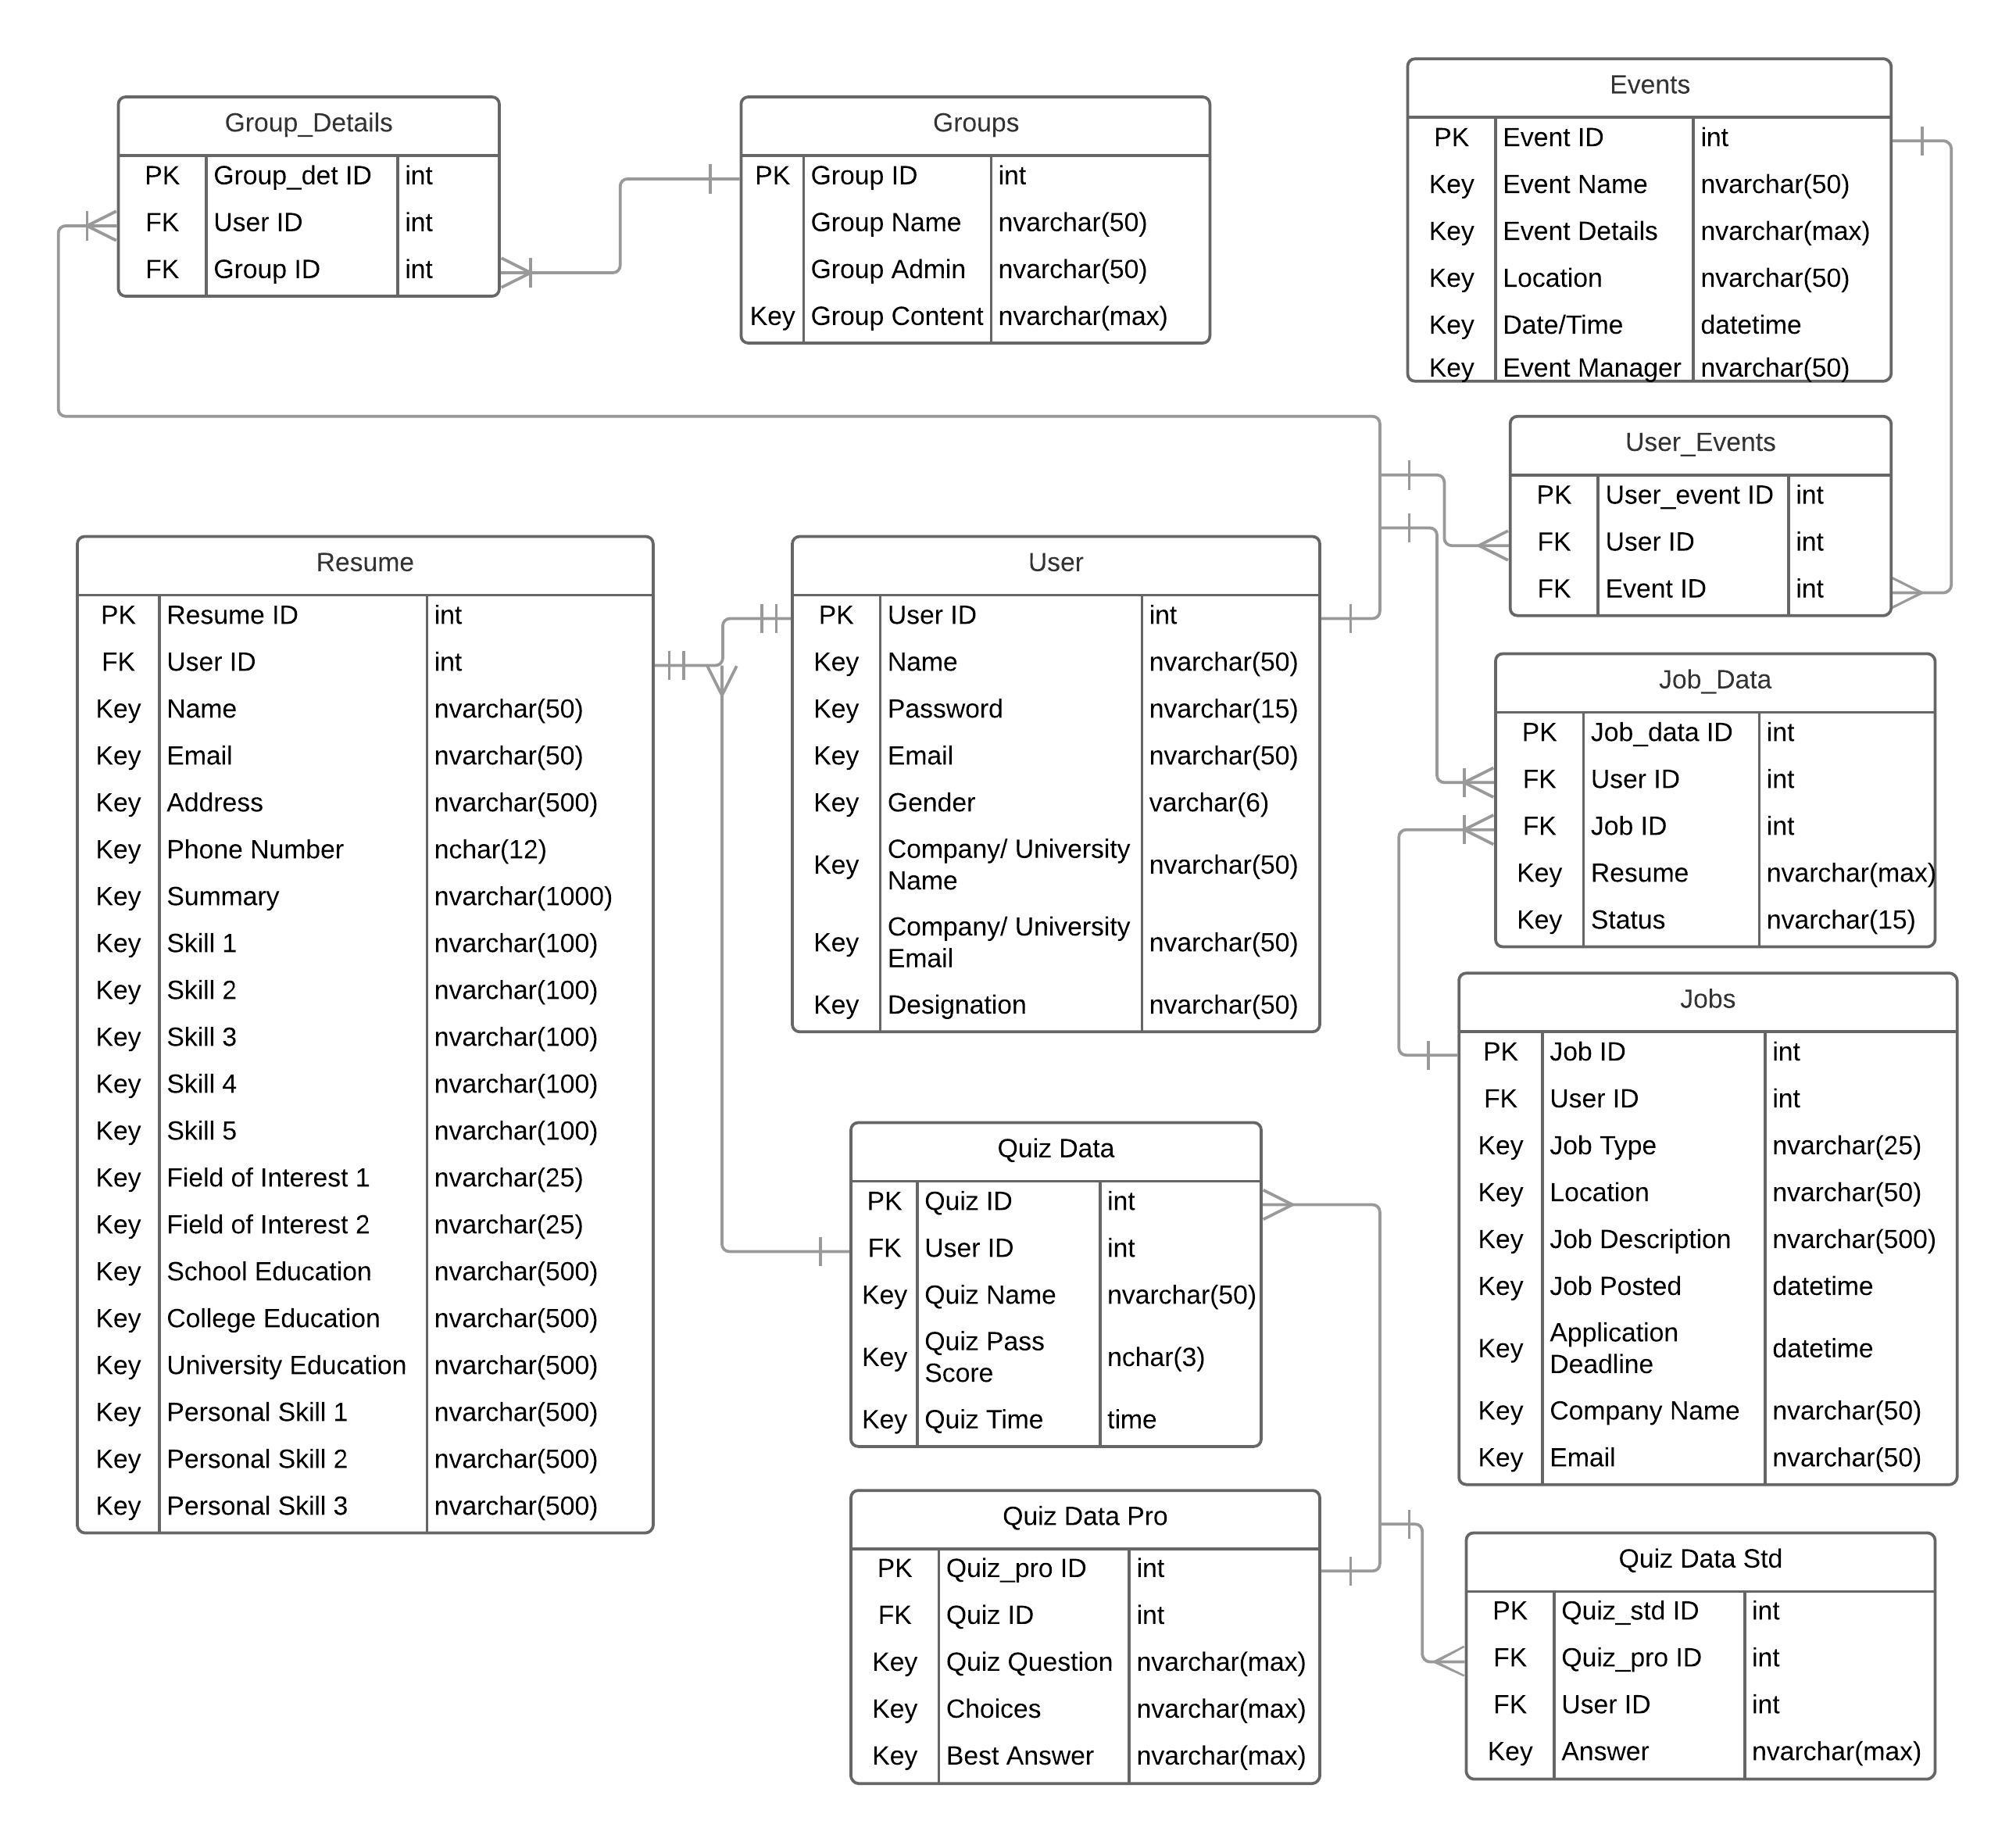 Group_Details
PK Group_det ID int
FK User ID int
FK Group ID int
Groups
PK Group ID int
Group Name nvarchar(50)
Group Admin nvarchar(50)
Key Group Content nvarchar(max)
Events
PK Event ID int
Key Event Name nvarchar(50)
Key Event Details nvarchar(max)
Key Location nvarchar(50)
Key Date/Time datetime
Key Event Manager nvarchar(50)
User_Events
PK User_event ID int
FK User ID int
FK Event ID int
Resume
PK Resume ID int
FK User ID int
Key Name nvarchar(50)
Key Email nvarchar(50)
Key Address nvarchar(500)
Key Phone Number nchar(12)
Key Summary nvarchar(1000)
Key Skill 1 nvarchar(100)
Key Skill 2 nvarchar(100)
Key Skill 3 nvarchar(100)
Key Skill 4 nvarchar(100)
Key Skill 5 nvarchar(100)
Key Field of Interest 1 nvarchar(25)
Key Field of Interest 2 nvarchar(25)
Key School Education nvarchar(500)
Key College Education nvarchar(500)
Key University Education nvarchar(500)
Key Personal Skill 1 nvarchar(500)
Key Personal Skill 2 nvarchar(500)
Key Personal Skill 3 nvarchar(500)
User
PK User ID int
Key Name nvarchar(50)
Key Password nvarchar(15)
Key Email nvarchar(50)
Key Gender varchar(6)
Company/ University
Key Name nvarchar(50)
Company/ University
Key Email nvarchar(50)
Key Designation nvarchar(50)
Job_Data
PK Job_data ID int
FK User ID int
FK Job ID int
Key Resume nvarchar(max)
Key Status nvarchar(15)
Jobs
PK Job ID int
FK User ID int
Key Job Type nvarchar(25)
Key Location nvarchar(50)
Key Job Description nvarchar(500)
Key Job Posted datetime
Application
Key Deadline datetime
Key Company Name nvarchar(50)
Key Email nvarchar(50)
Quiz Data
PK Quiz ID int
FK User ID int
Key Quiz Name nvarchar(50)
Quiz Pass
Key Score nchar(3)
Key Quiz Time time
Quiz Data Pro
PK Quiz_pro ID int
FK Quiz ID int
Key Quiz Question nvarchar(max)
Key Choices nvarchar(max)
Key Best Answer nvarchar(max)
Quiz Data Std
PK Quiz_std ID int
FK Quiz_pro ID int
FK User ID int
Key Answer nvarchar(max)